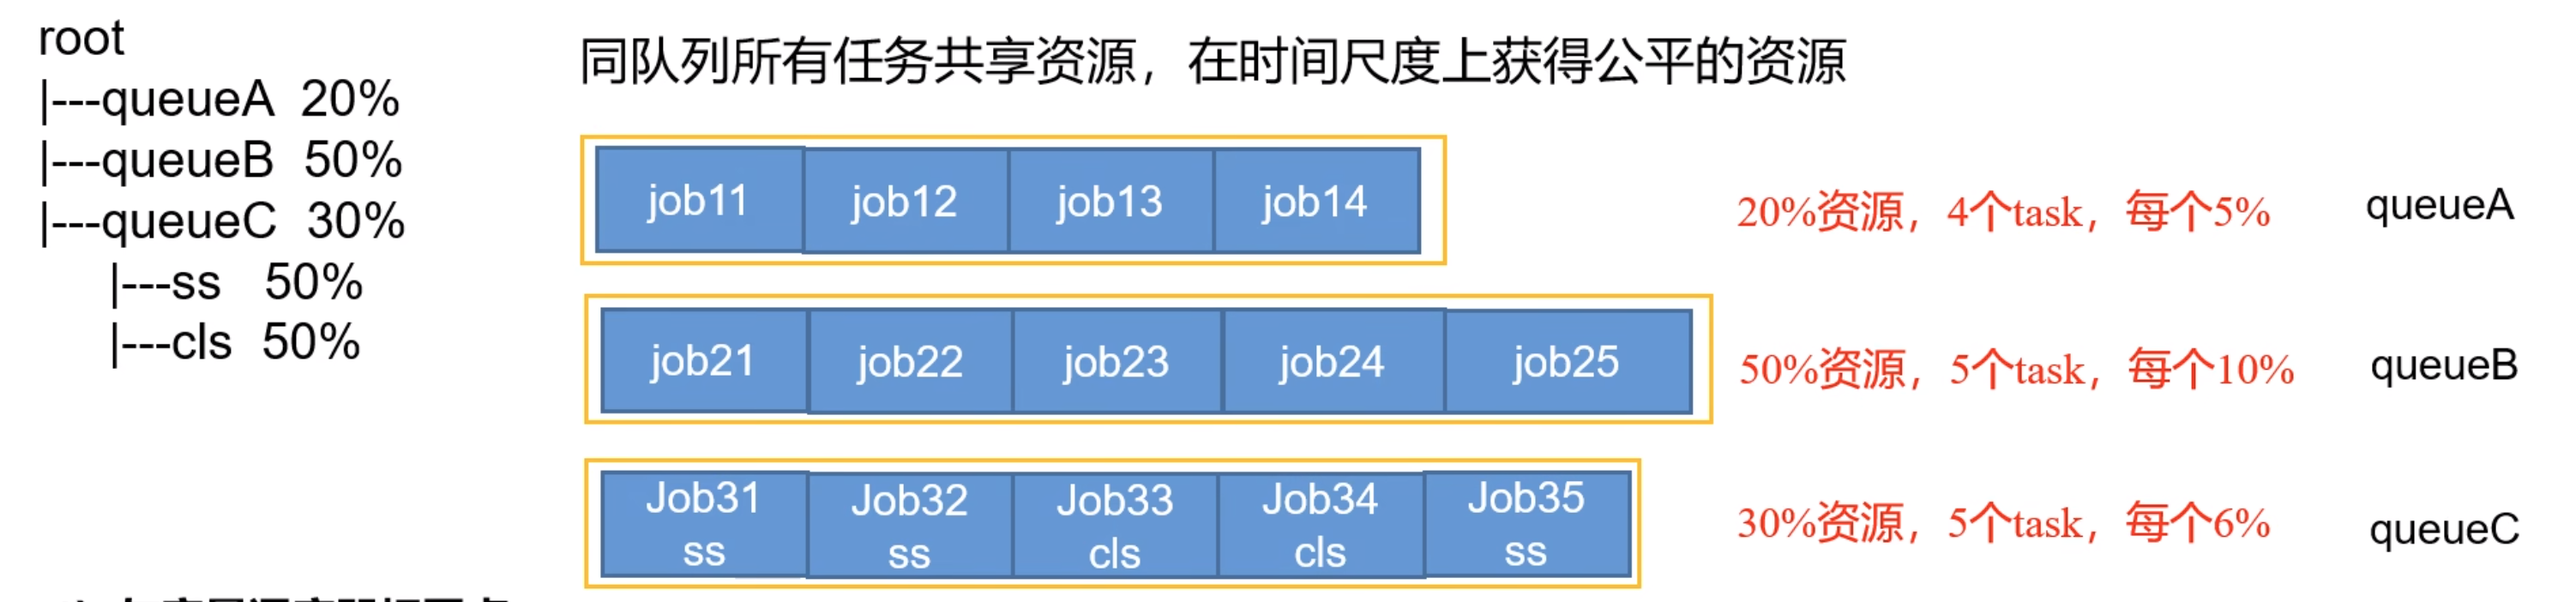 root
|---queueA 20%
|---queueB 50%
|---queueC 30%
|---ss 50%
|---cls 50%
同队列所有任务共享资源，在时间尺度上获得公平的资源
job11 job12 job13 job14
20%资源，4个task，每个5%
queueA
job21 job22 job23 job24 job25
50%资源，5个task，每个10%
queueB
Job31 Job32 Job33 Job34 Job35
ss ss cls cls ss
30%资源，5个task，每个6%
queueC